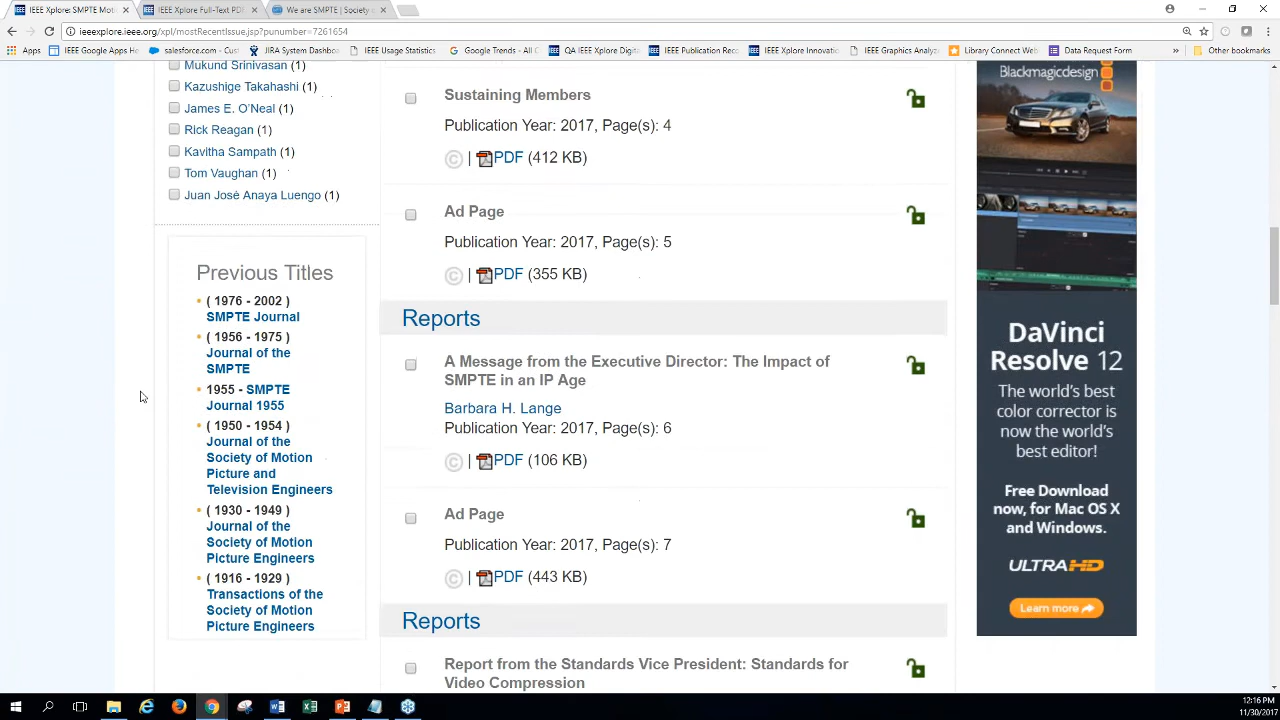 IEEE Xplore: SMPTE Moti
IEEE Xplore Full-Text PDF
We are SMPTE | Society o
ieeexplore.ieee.org/xpl/mostRecentIssue.jsp?punumber=7261654
Apps
IEEE Google Apps H
salesforce.com - Cus
JIRA System Dashbo
IEEE Usage Statistics
Google Trends - All C
QA IEEE Xplore Digit
IEEE Publication Reco
IEEE Xplore Innovatio
IEEE Graphics Analyz
Library Connect Web
Data Request Form
»
Other bookmarks
Mukund Srinivasan (1)
Kazushige Takahashi (1)
James E. O'Neal (1)
Rick Reagan (1)
Kavitha Sampath (1)
Tom Vaughan (1)
Juan José Anaya Luengo (1)
Previous Titles
( 1976 - 2002 )
SMPTE Journal
( 1956 - 1975 )
Journal of the
SMPTE
1955 - SMPTE
Journal 1955
( 1950 - 1954 )
Journal of the
Society of Motion
Picture and
Television Engineers
( 1930 - 1949 )
Journal of the
Society of Motion
Picture Engineers
( 1916 - 1929 )
Transactions of the
Society of Motion
Picture Engineers
Sustaining Members
Publication Year: 2017, Page(s): 4
© | PDF (412 KB)
Ad Page
Publication Year: 2017, Page(s): 5
© | PDF (355 KB)
Reports
A Message from the Executive Director: The Impact of
SMPTE in an IP Age
Barbara H. Lange
Publication Year: 2017, Page(s): 6
© | PDF (106 KB)
Ad Page
Publication Year: 2017, Page(s): 7
© | PDF (443 KB)
Reports
Report from the Standards Vice President: Standards for
Video Compression
Blackmagicdesign
DaVinci
Resolve 12
The world's best
color corrector is
now the world's
best editor!
Free Download
now, for Mac OS X
and Windows.
ULTRA HD
Learn more
12:16 PM
11/30/2017